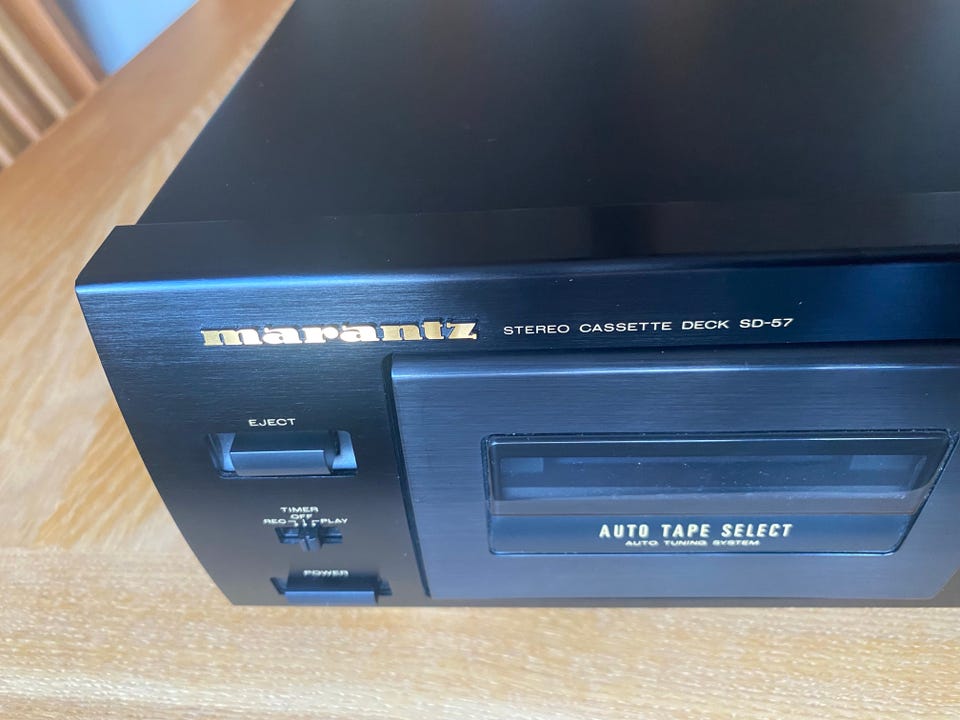 marantz STEREO CASSETTE DECK SD-57
EJECT
TIMER
OFF
REC PLAY
POWER
AUTO TAPE SELECT
AUTO TUNING SYSTEM